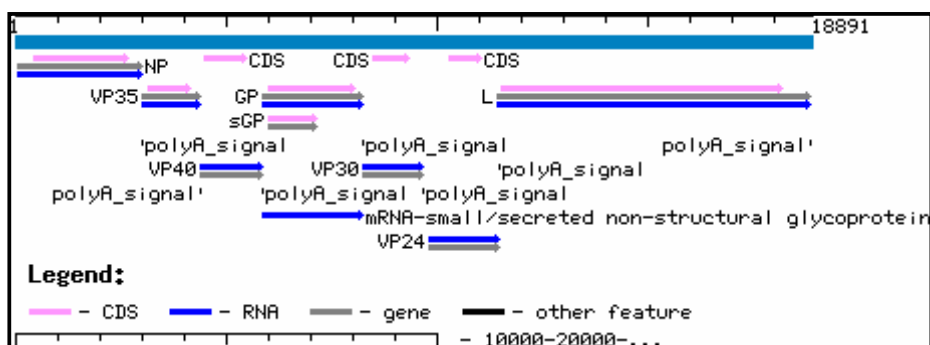 1 18891
CDS CDS CDS
NP
VP35 GP L
sGP
'polyA_signal 'polyA_signal polyA_signal'
VP40 VP30 'polyA_signal
polyA_signal' 'polyA_signal 'polyA_signal
mRNA-small/secreted non-structural glycoprotein
VP24
Legend:
- CDS - RNA - gene - other feature
- 10000-20000-...